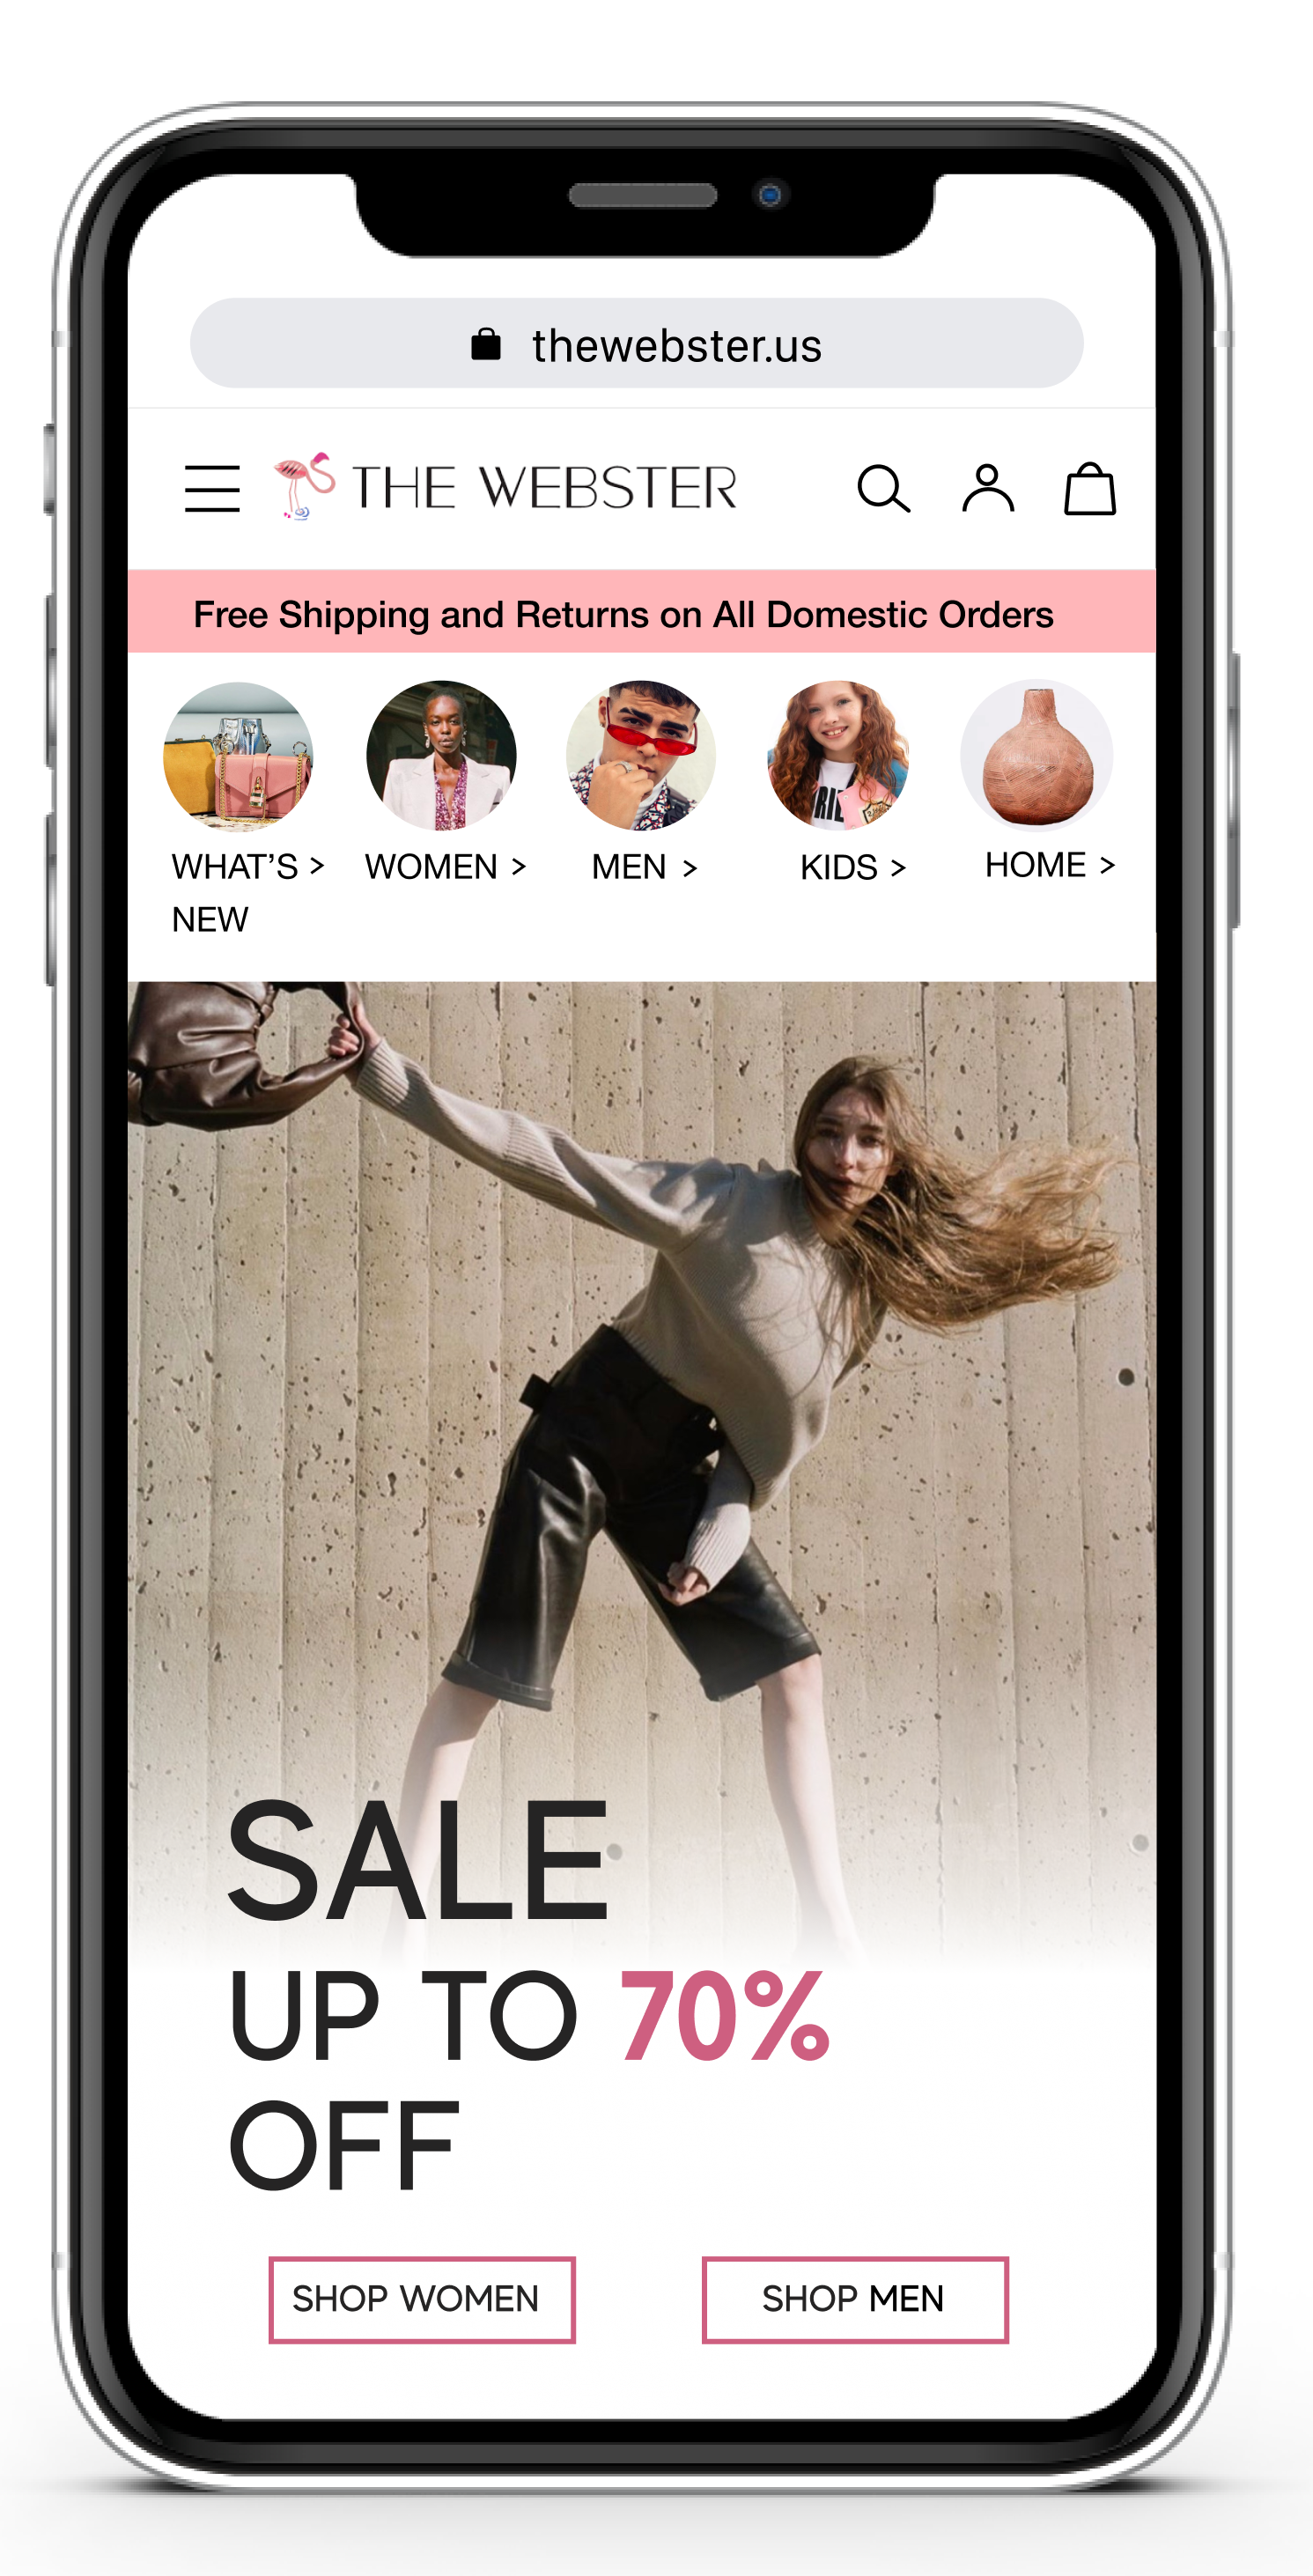 thewebster.us
THE WEBSTER
Free Shipping and Returns on All Domestic Orders
WHAT'S > WOMEN > MEN > KIDS > HOME >
NEW
SALE
UP TO 70%
OFF
SHOP WOMEN SHOP MEN